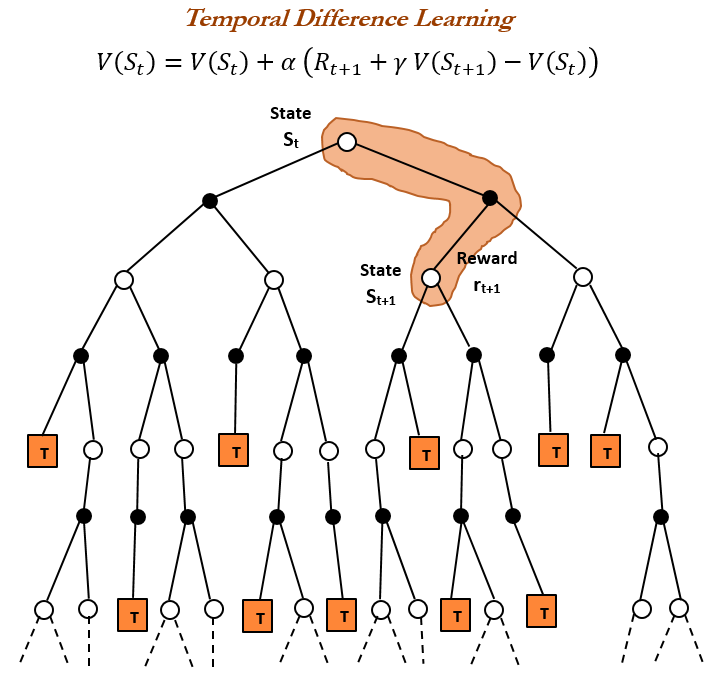 Temporal Difference Learning
V(S_t) = V(S_t) + α (R_{t+1} + γ V(S_{t+1}) − V(S_t))
State
S_t
State
S_{t+1}
Reward
r_{t+1}
T
T
T
T
T
T
T
T
T
T